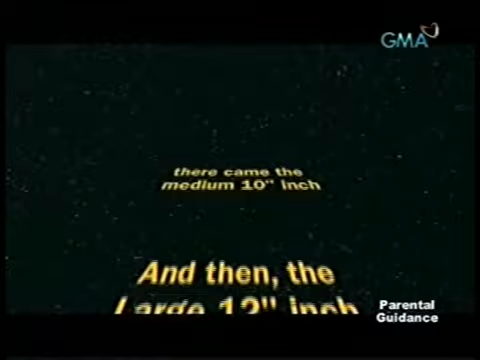 GMA
there came the
medium 10" inch
And then, the
Large 12" inch
Parental
Guidance